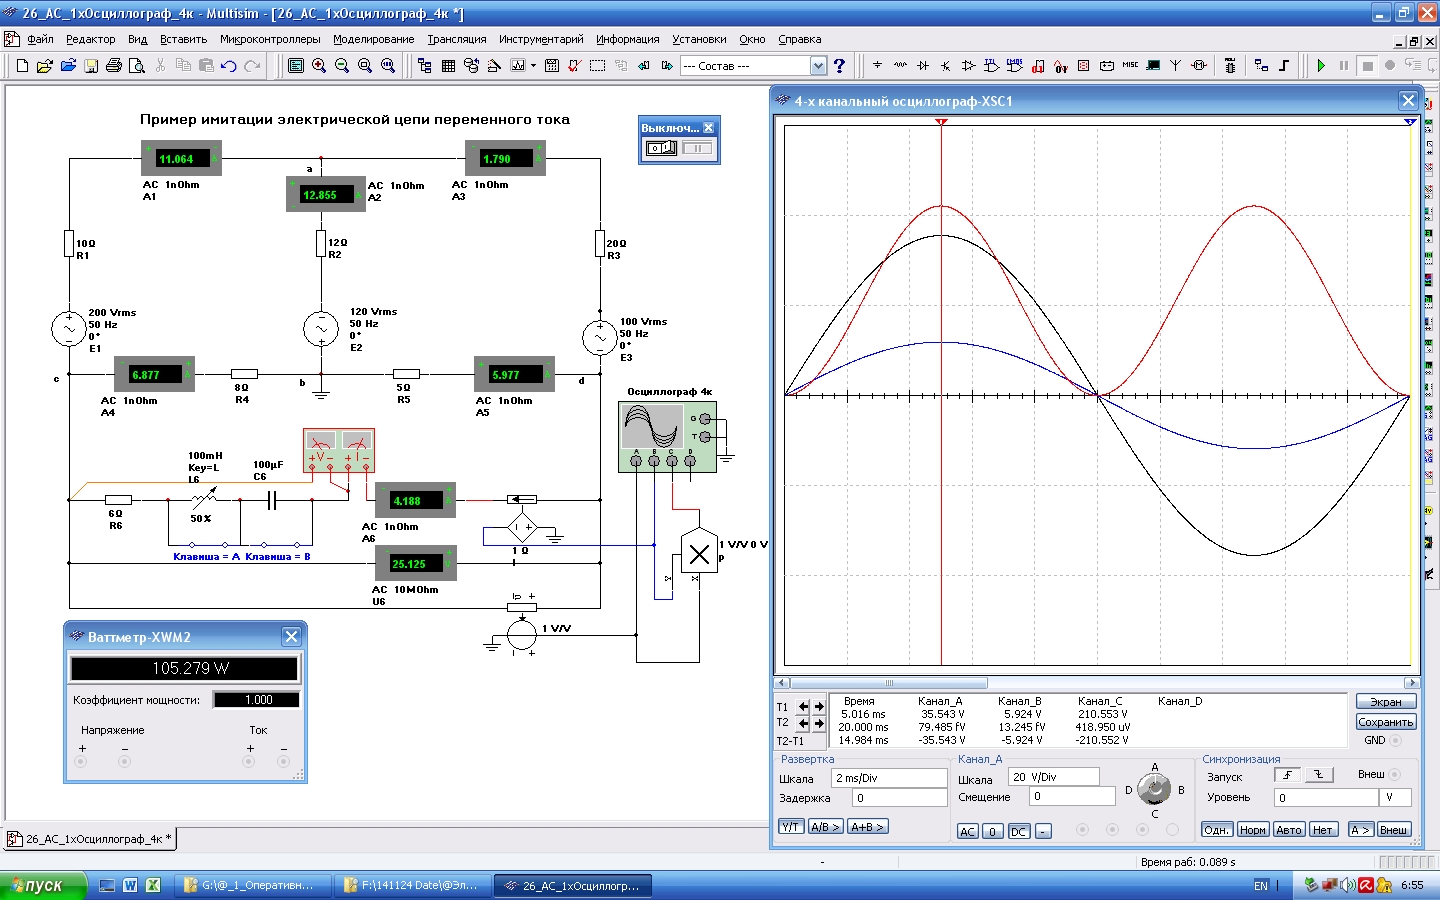 26_AC_1xОсциллограф_4к - Multisim - [26_AC_1xОсциллограф_4к *]
Файл Редактор Вид Вставить Микроконтроллеры Моделирование Трансляция Инструментарий Информация Установки Окно Справка
--- Состав --- ?
Пример имитации электрической цепи переменного тока
Выключ...
11.064
AC 1nOhm
A1
a
12.855
AC 1nOhm
A2
1.790
AC 1nOhm
A3
10Ω
R1
12Ω
R2
20Ω
R3
200 Vrms
50 Hz
0°
E1
120 Vrms
50 Hz
0°
E2
100 Vrms
50 Hz
0°
E3
c
6.877
AC 1nOhm
A4
8Ω
R4
b
5Ω
R5
5.977
AC 1nOhm
A5
d
Осциллограф 4к
G
T
A B C D
100mH
Key=L
L6
50%
100µF
C6
V I
6Ω
R6
4.188
AC 1nOhm
A6
Клавиша = A Клавиша = B
1 Ω
I
25.125
AC 10MOhm
U6
1 V/V 0 V
p
Y X
1 V/V
Ваттметр-XWM2
105.279 W
Коэффициент мощности: 1.000
Напряжение Ток
+ − + −
4-х канальный осциллограф-XSC1
T1
T2
T2-T1
Время Канал_A Канал_B Канал_C Канал_D
5.016 ms 35.543 V 5.924 V 210.553 V
20.000 ms 79.485 fV 13.245 fV 418.950 uV
14.984 ms -35.543 V -5.924 V -210.552 V
Экран
Сохранить
GND
Развертка
Шкала 2 ms/Div
Задержка 0
Y/T A/B > A+B >
Канал_A
Шкала 20 V/Div
Смещение 0
AC 0 DC -
A
B
C
D
Синхронизация
Запуск Внеш
Уровень 0 V
Одн. Норм Авто Нет A > Внеш
26_AC_1xОсциллограф_4к *
- Время раб: 0.089 s
пуск
G:\@_1_Оперативн...
F:\141124 Date\@Эл...
26_AC_1xОсциллогр...
EN
6:55